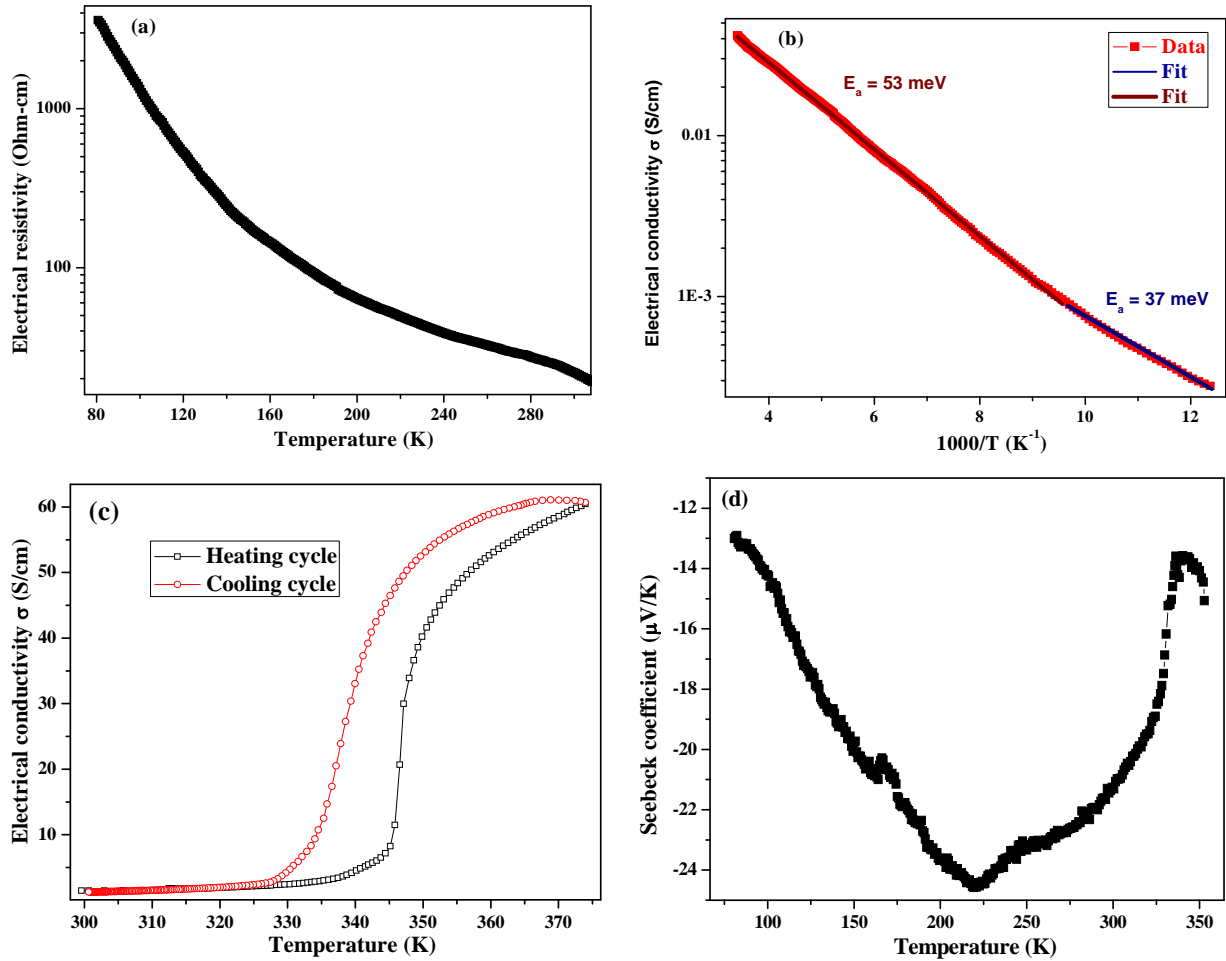 (a)
Electrical resistivity (Ohm-cm)
1000
100
80 120 160 200 240 280
Temperature (K)
(b)
Data
Fit
Fit
E_a = 53 meV
E_a = 37 meV
Electrical conductivity σ (S/cm)
0.01
1E-3
4 6 8 10 12
1000/T (K⁻¹)
(c)
Heating cycle
Cooling cycle
Electrical conductivity σ (S/cm)
60
50
40
30
20
10
300 310 320 330 340 350 360 370
Temperature (K)
(d)
Seebeck coefficient (μV/K)
-12
-14
-16
-18
-20
-22
-24
100 150 200 250 300 350
Temperature (K)